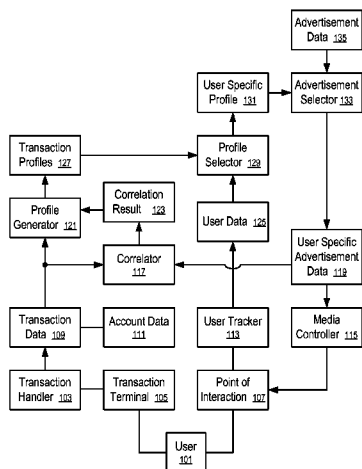 Advertisement
Data 135
User Specific
Profile 131
Advertisement
Selector 133
Transaction
Profiles 127
Profile
Selector 129
Correlation
Result 123
Profile
Generator 121
User Data 125
Correlator
117
User Specific
Advertisement
Data 119
Transaction
Data 109
Account Data
111
User Tracker
113
Media
Controller 115
Transaction
Handler 103
Transaction
Terminal 105
Point of
Interaction 107
User
101